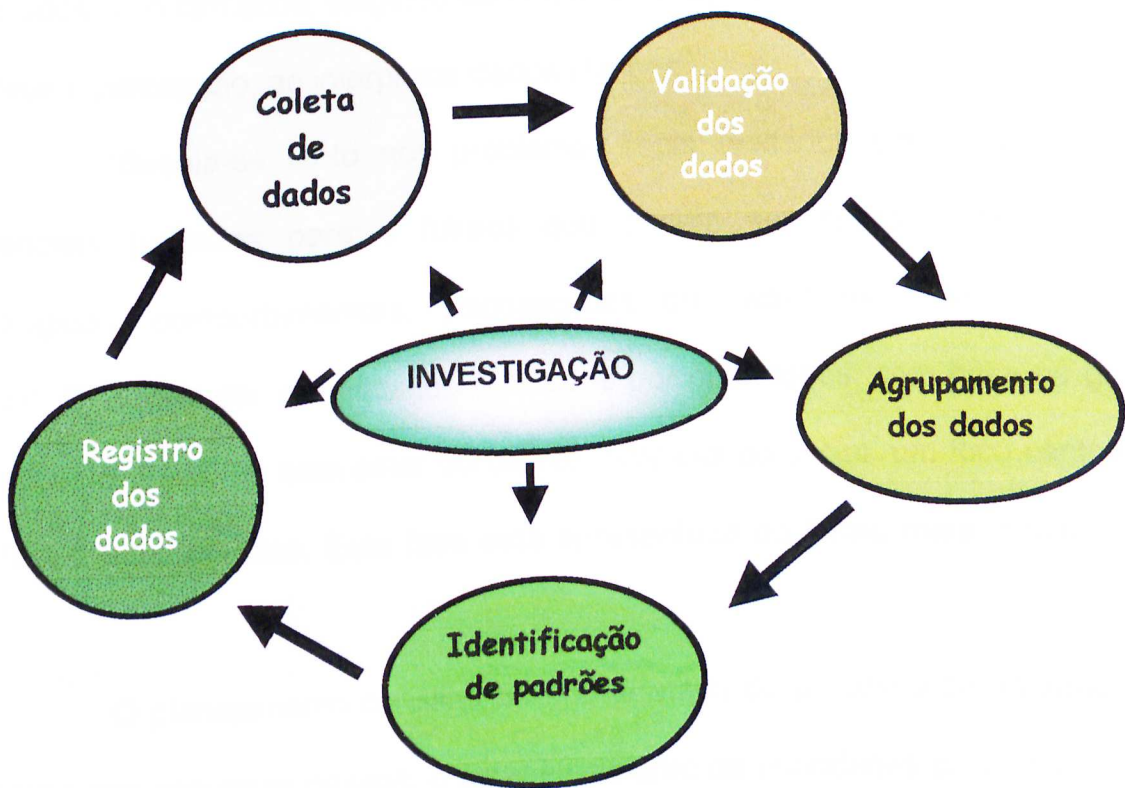 Coleta
de
dados
Validação
dos
dados
INVESTIGAÇÃO
Agrupamento
dos dados
Registro
dos
dados
Identificação
de padrões